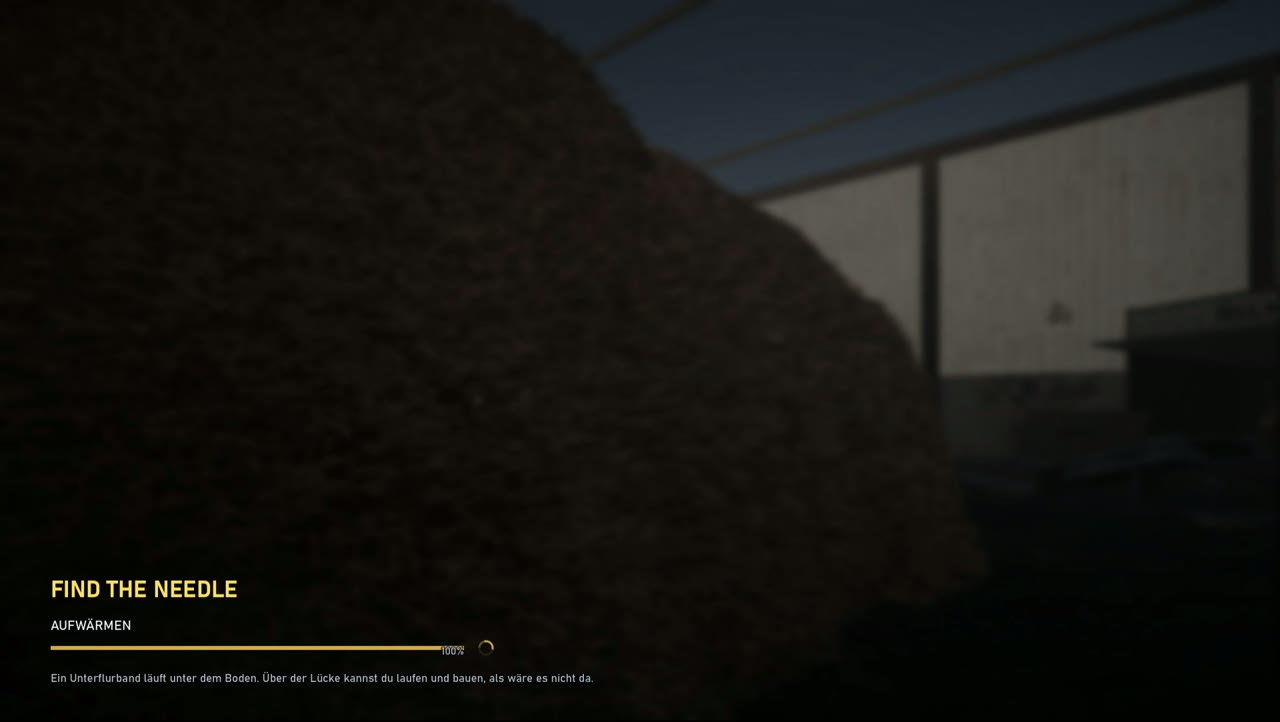 FIND THE NEEDLE
AUFWÄRMEN
100%
Ein Unterflurband läuft unter dem Boden. Über der Lücke kannst du laufen und bauen, als wäre es nicht da.